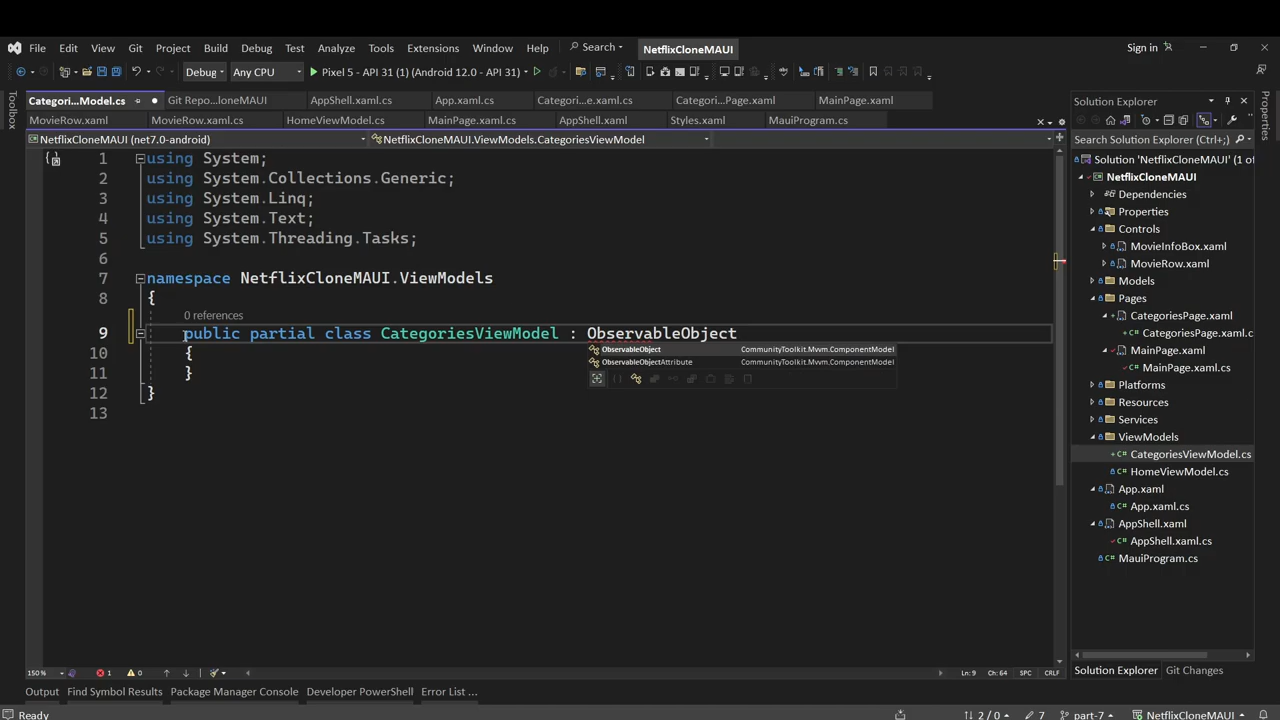 File Edit View Git Project Build Debug Test Analyze Tools Extensions Window Help Search NetflixCloneMAUI Sign in
Debug Any CPU Pixel 5 - API 31 (1) (Android 12.0 - API 31)
Categori...Model.cs Git Repo...loneMAUI AppShell.xaml.cs App.xaml.cs Categori...e.xaml.cs Categori...Page.xaml MainPage.xaml
MovieRow.xaml MovieRow.xaml.cs HomeViewModel.cs MainPage.xaml.cs AppShell.xaml Styles.xaml MauiProgram.cs
NetflixCloneMAUI (net7.0-android) NetflixCloneMAUI.ViewModels.CategoriesViewModel
Toolbox
1 using System;
2 using System.Collections.Generic;
3 using System.Linq;
4 using System.Text;
5 using System.Threading.Tasks;
6
7 namespace NetflixCloneMAUI.ViewModels
8 {
0 references
9 public partial class CategoriesViewModel : ObservableObject
10 {
11 }
12 }
13
ObservableObject CommunityToolkit.Mvvm.ComponentModel
ObservableObjectAttribute CommunityToolkit.Mvvm.ComponentModel
Solution Explorer
Search Solution Explorer (Ctrl+;)
Solution 'NetflixCloneMAUI' (1 of
NetflixCloneMAUI
Dependencies
Properties
Controls
MovieInfoBox.xaml
MovieRow.xaml
Models
Pages
CategoriesPage.xaml
CategoriesPage.xaml.c
MainPage.xaml
MainPage.xaml.cs
Platforms
Resources
Services
ViewModels
CategoriesViewModel.cs
HomeViewModel.cs
App.xaml
App.xaml.cs
AppShell.xaml
AppShell.xaml.cs
MauiProgram.cs
Solution Explorer Git Changes
Properties
150 % 1 0 Ln: 9 Ch: 64 SPC CRLF
Output Find Symbol Results Package Manager Console Developer PowerShell Error List ...
Ready 2 / 0 7 part-7 NetflixCloneMAUI